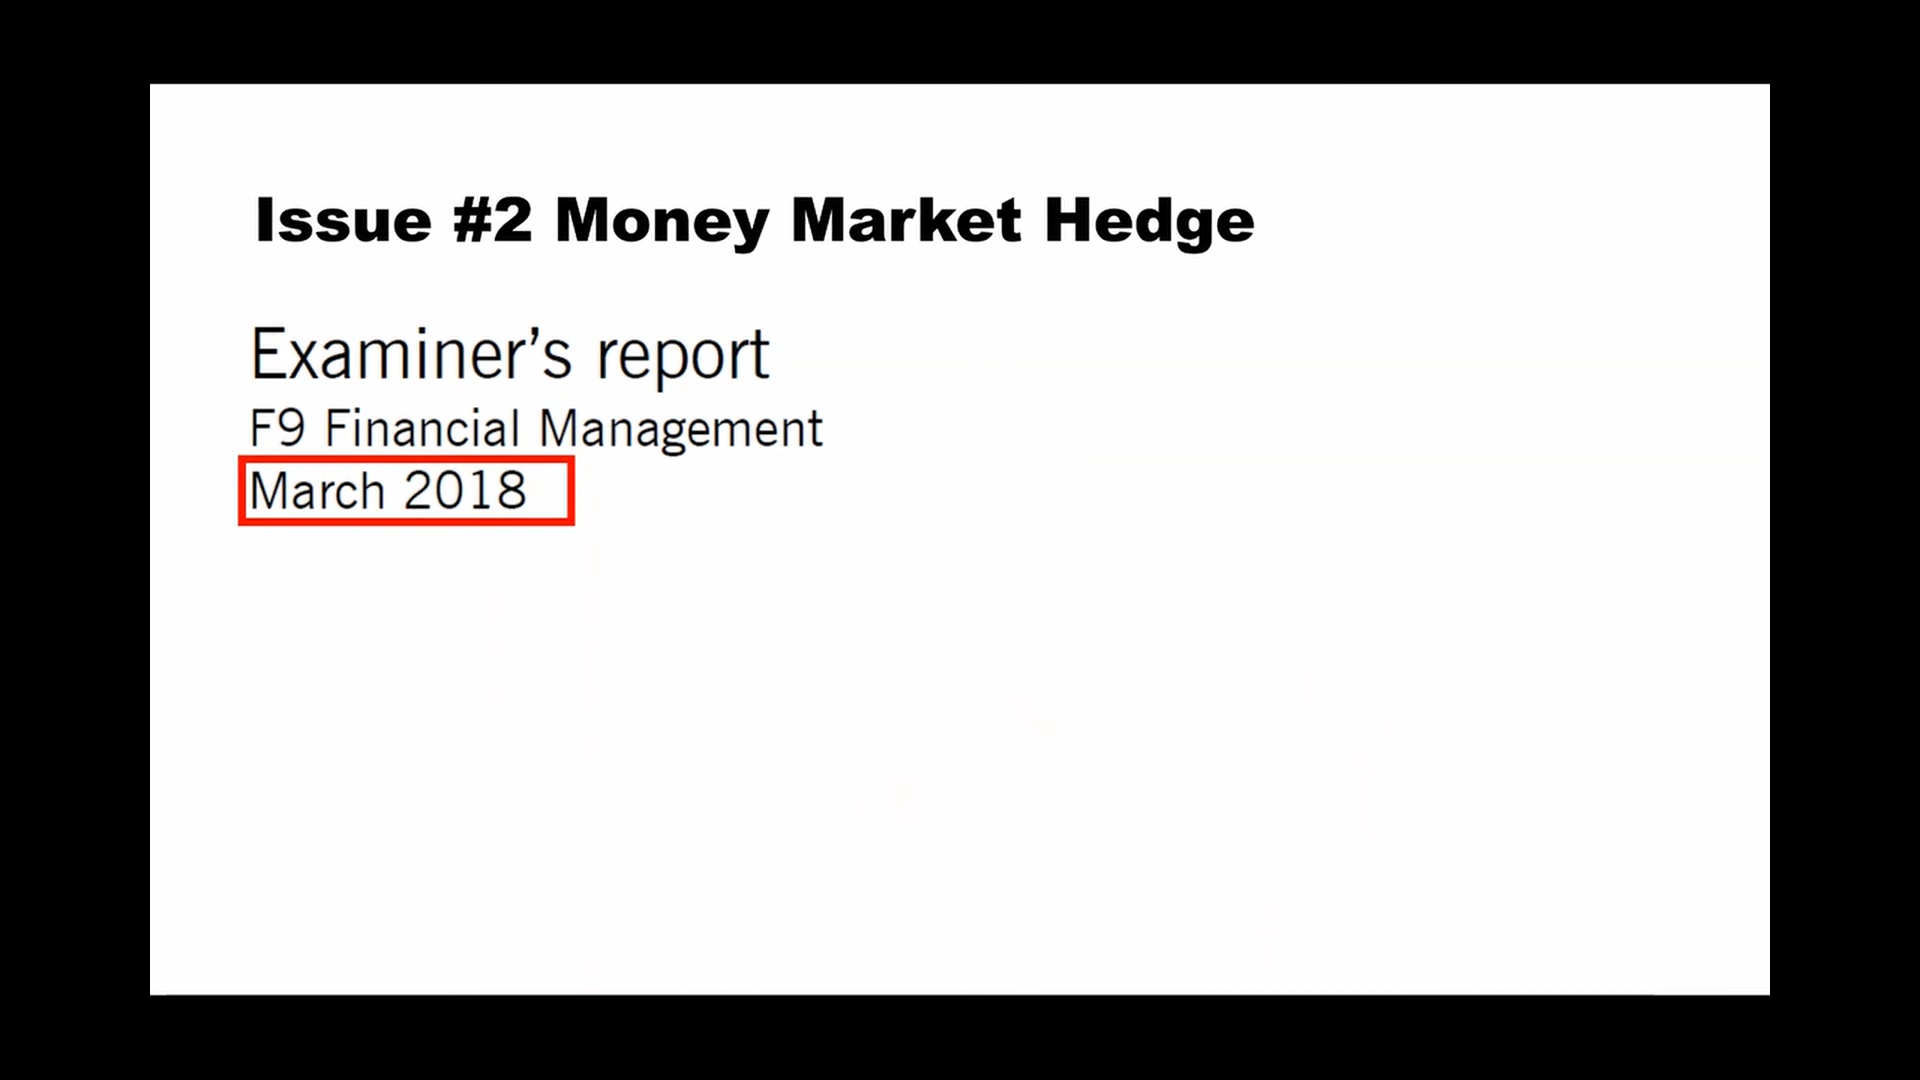 Issue #2 Money Market Hedge
Examiner’s report
F9 Financial Management
March 2018